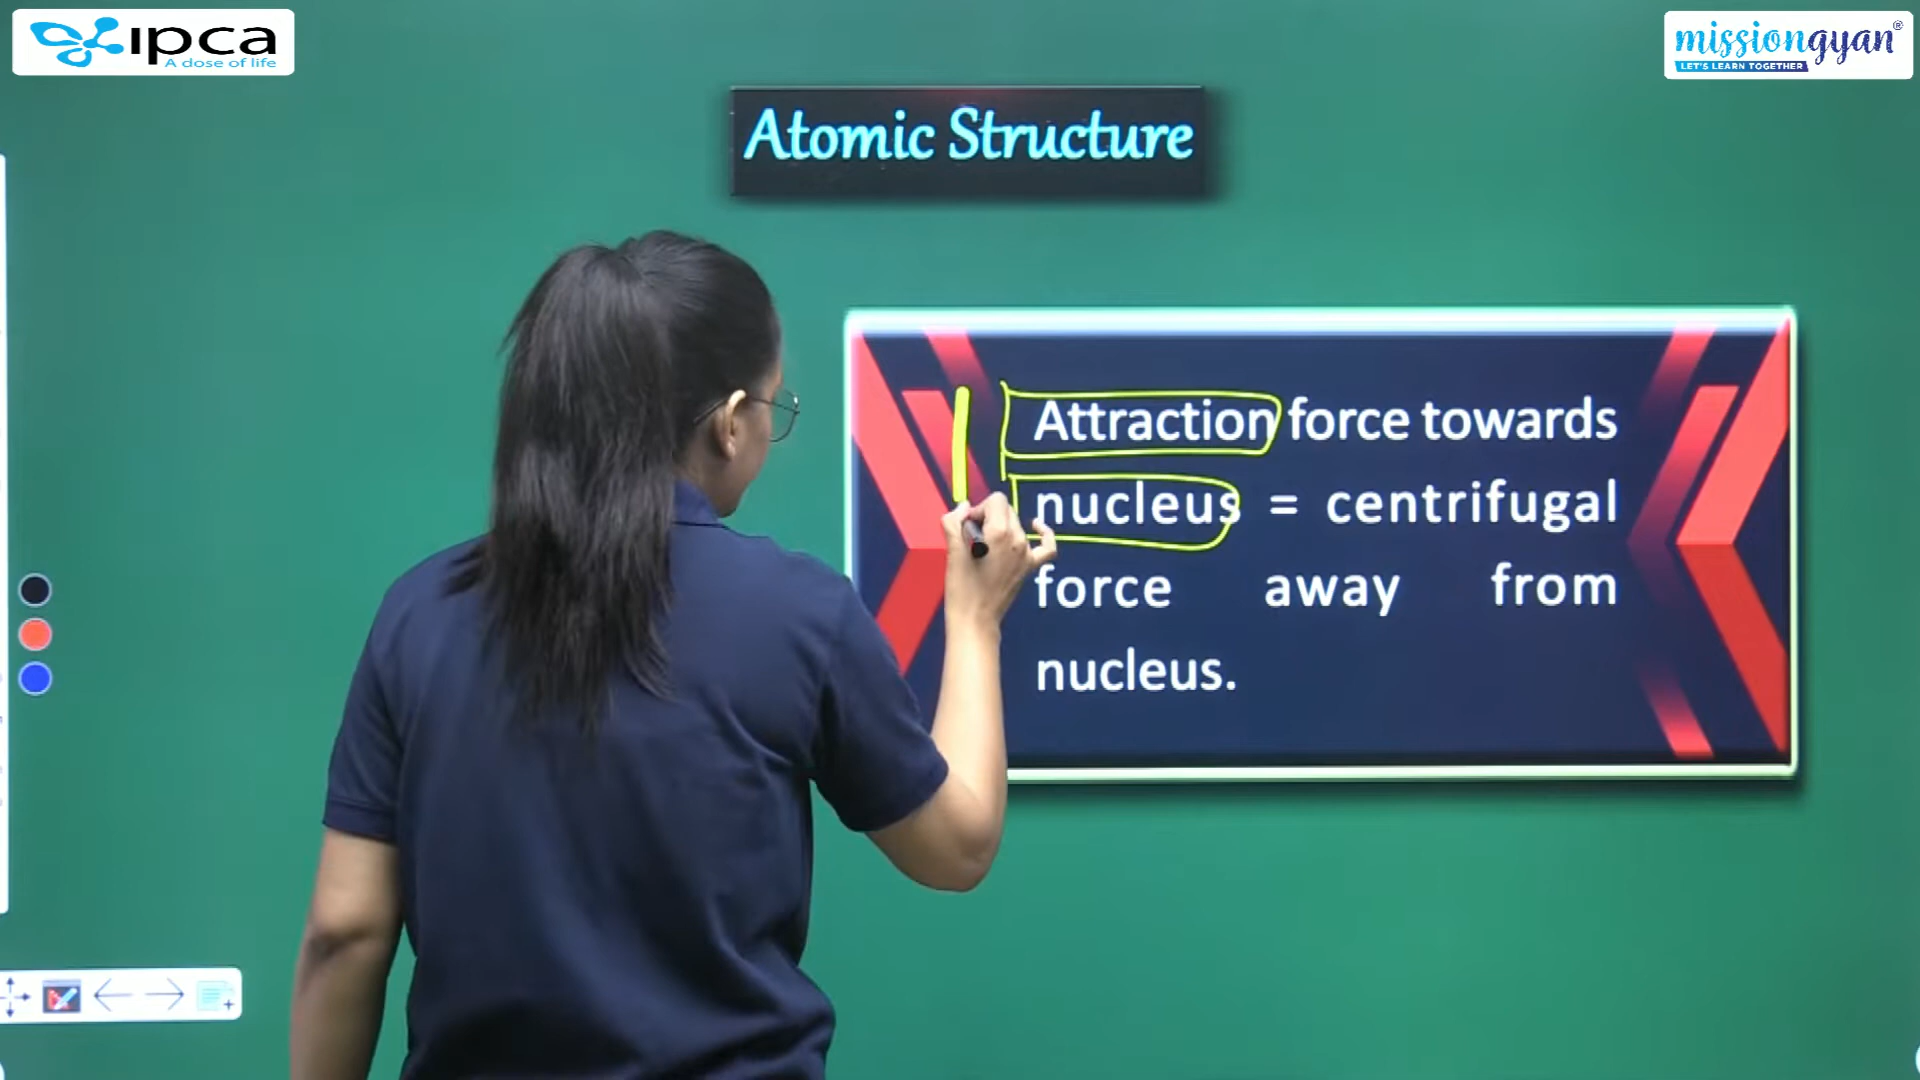 ipca
A dose of life
missiongyan®
LET'S LEARN TOGETHER
Atomic Structure
Attraction force towards
nucleus = centrifugal
force away from
nucleus.